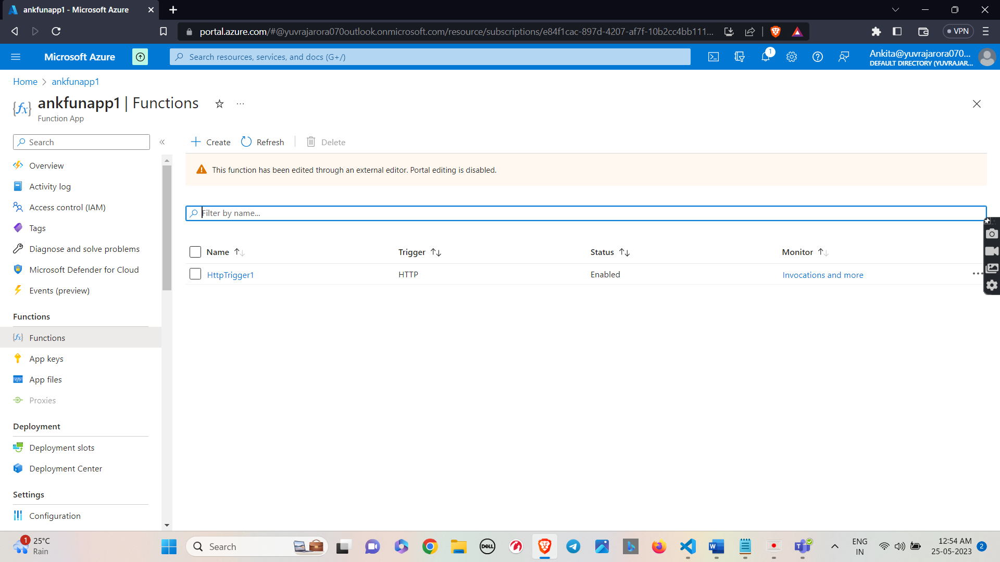 ankfunapp1 - Microsoft Azure
portal.azure.com/#@yuvrajarora070outlook.onmicrosoft.com/resource/subscriptions/e84f1cac-897d-4207-af7f-10b2cc4bb111...
VPN
Microsoft Azure
Search resources, services, and docs (G+/)
1
Ankita@yuvrajarora070...
DEFAULT DIRECTORY (YUVRAJAR...
Home > ankfunapp1
ankfunapp1 | Functions
Function App
Search
Create
Refresh
Delete
This function has been edited through an external editor. Portal editing is disabled.
Filter by name...
Name
Trigger
Status
Monitor
HttpTrigger1
HTTP
Enabled
Invocations and more
Overview
Activity log
Access control (IAM)
Tags
Diagnose and solve problems
Microsoft Defender for Cloud
Events (preview)
Functions
Functions
App keys
App files
Proxies
Deployment
Deployment slots
Deployment Center
Settings
Configuration
1
25°C
Rain
Search
DELL
ENG
IN
12:54 AM
25-05-2023
2